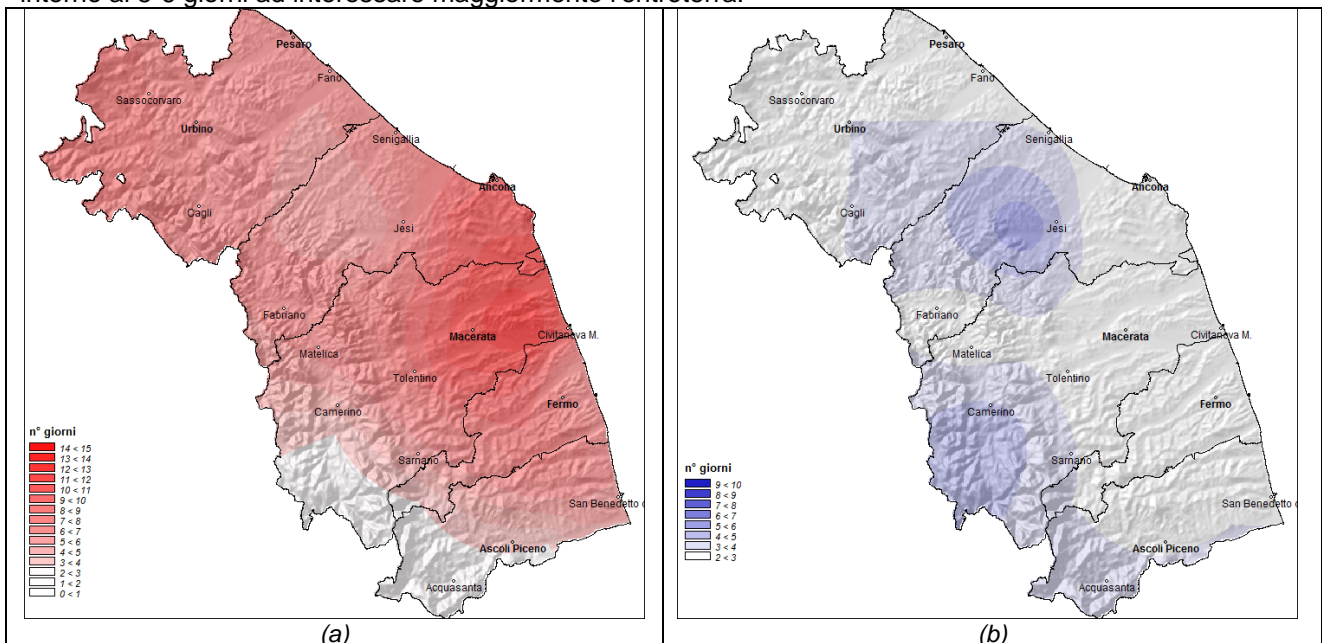 intorno ai 5-6 giorni ad interessare maggiormente l'entroterra.
Pesaro
Fano
Sassocorvaro
Urbino
Senigallia
Ancona
Cagli
Jesi
Fabriano
Macerata
Civitanova M.
Matelica
Tolentino
Camerino
Fermo
Sarnano
San Benedetto d
Ascoli Piceno
Acquasanta
n° giorni
14 < 15
13 < 14
12 < 13
11 < 12
10 < 11
9 < 10
8 < 9
7 < 8
6 < 7
5 < 6
4 < 5
3 < 4
2 < 3
1 < 2
0 < 1
(a)
Pesaro
Fano
Sassocorvaro
Urbino
Senigallia
Ancona
Cagli
Jesi
Fabriano
Macerata
Civitanova M.
Matelica
Tolentino
Camerino
Fermo
Sarnano
San Benedetto d
Ascoli Piceno
Acquasanta
n° giorni
9 < 10
8 < 9
7 < 8
6 < 7
5 < 6
4 < 5
3 < 4
2 < 3
(b)